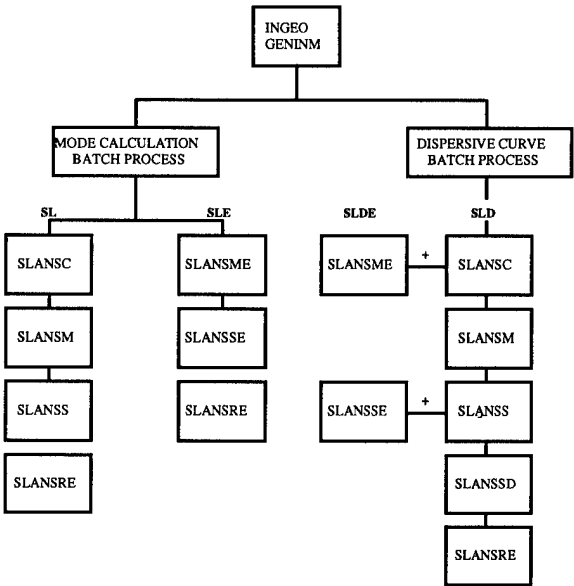 INGEO
GENINM
MODE CALCULATION
BATCH PROCESS
DISPERSIVE CURVE
BATCH PROCESS
SL
SLE
SLDE
SLD
SLANSC
SLANSME
SLANSME
+
SLANSC
SLANSM
SLANSSE
SLANSM
SLANSS
SLANSRE
SLANSSE
+
SLANSS
SLANSRE
SLANSSD
SLANSRE